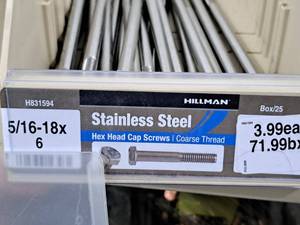 H831594
HILLMAN
Box/25
5/16-18x
6
Stainless Steel
Hex Head Cap Screws | Coarse Thread
3.99ea
71.99bx